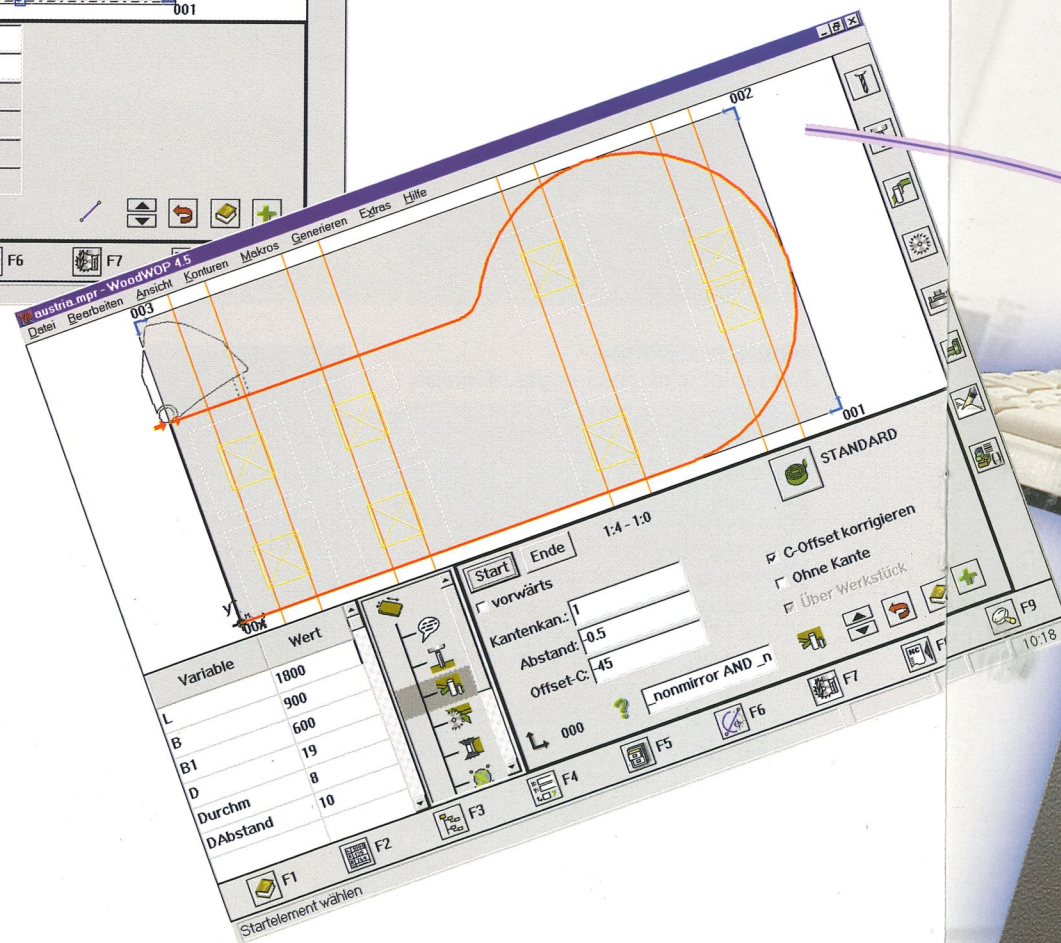 001
F6
F7
austria.mpr - WoodWOP 4.5
Datei Bearbeiten Ansicht Konturen Makros Generieren Extras Hilfe
002
003
001
004
Y
STANDARD
1:4 - 1:0
Start Ende
vorwärts
Kantenkan.: 1
Abstand: 0.5
Offset-C: -45
C-Offset korrigieren
Ohne Kante
Über Werkstück
? _nonmirror AND _n
000
Variable Wert
L 1800
B 900
B1 600
D 19
Durchm 8
DAbstand 10
F1 F2 F3 F4 F5 F6 F7 F9
NC
10:18
Startelement wählen